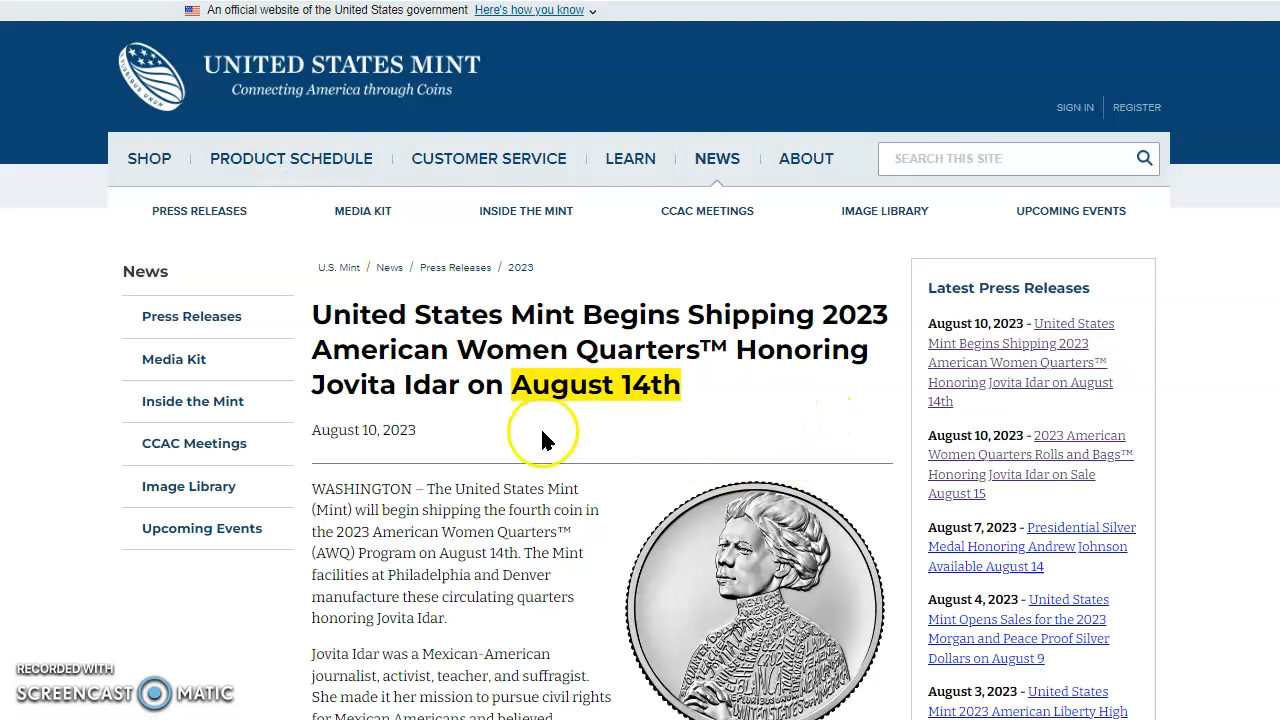 An official website of the United States government Here's how you know
UNITED STATES MINT
Connecting America through Coins
SIGN IN REGISTER
SHOP PRODUCT SCHEDULE CUSTOMER SERVICE LEARN NEWS ABOUT SEARCH THIS SITE
PRESS RELEASES MEDIA KIT INSIDE THE MINT CCAC MEETINGS IMAGE LIBRARY UPCOMING EVENTS
News
Press Releases
Media Kit
Inside the Mint
CCAC Meetings
Image Library
Upcoming Events
U.S. Mint / News / Press Releases / 2023
United States Mint Begins Shipping 2023
American Women Quarters™ Honoring
Jovita Idar on August 14th
August 10, 2023
WASHINGTON – The United States Mint
(Mint) will begin shipping the fourth coin in
the 2023 American Women Quarters™
(AWQ) Program on August 14th. The Mint
facilities at Philadelphia and Denver
manufacture these circulating quarters
honoring Jovita Idar.
Jovita Idar was a Mexican-American
journalist, activist, teacher, and suffragist.
She made it her mission to pursue civil rights
for Mexican Americans and believed
Latest Press Releases
August 10, 2023 - United States
Mint Begins Shipping 2023
American Women Quarters™
Honoring Jovita Idar on August
14th
August 10, 2023 - 2023 American
Women Quarters Rolls and Bags™
Honoring Jovita Idar on Sale
August 15
August 7, 2023 - Presidential Silver
Medal Honoring Andrew Johnson
Available August 14
August 4, 2023 - United States
Mint Opens Sales for the 2023
Morgan and Peace Proof Silver
Dollars on August 9
August 3, 2023 - United States
Mint 2023 American Liberty High
RECORDED WITH
SCREENCAST MATIC